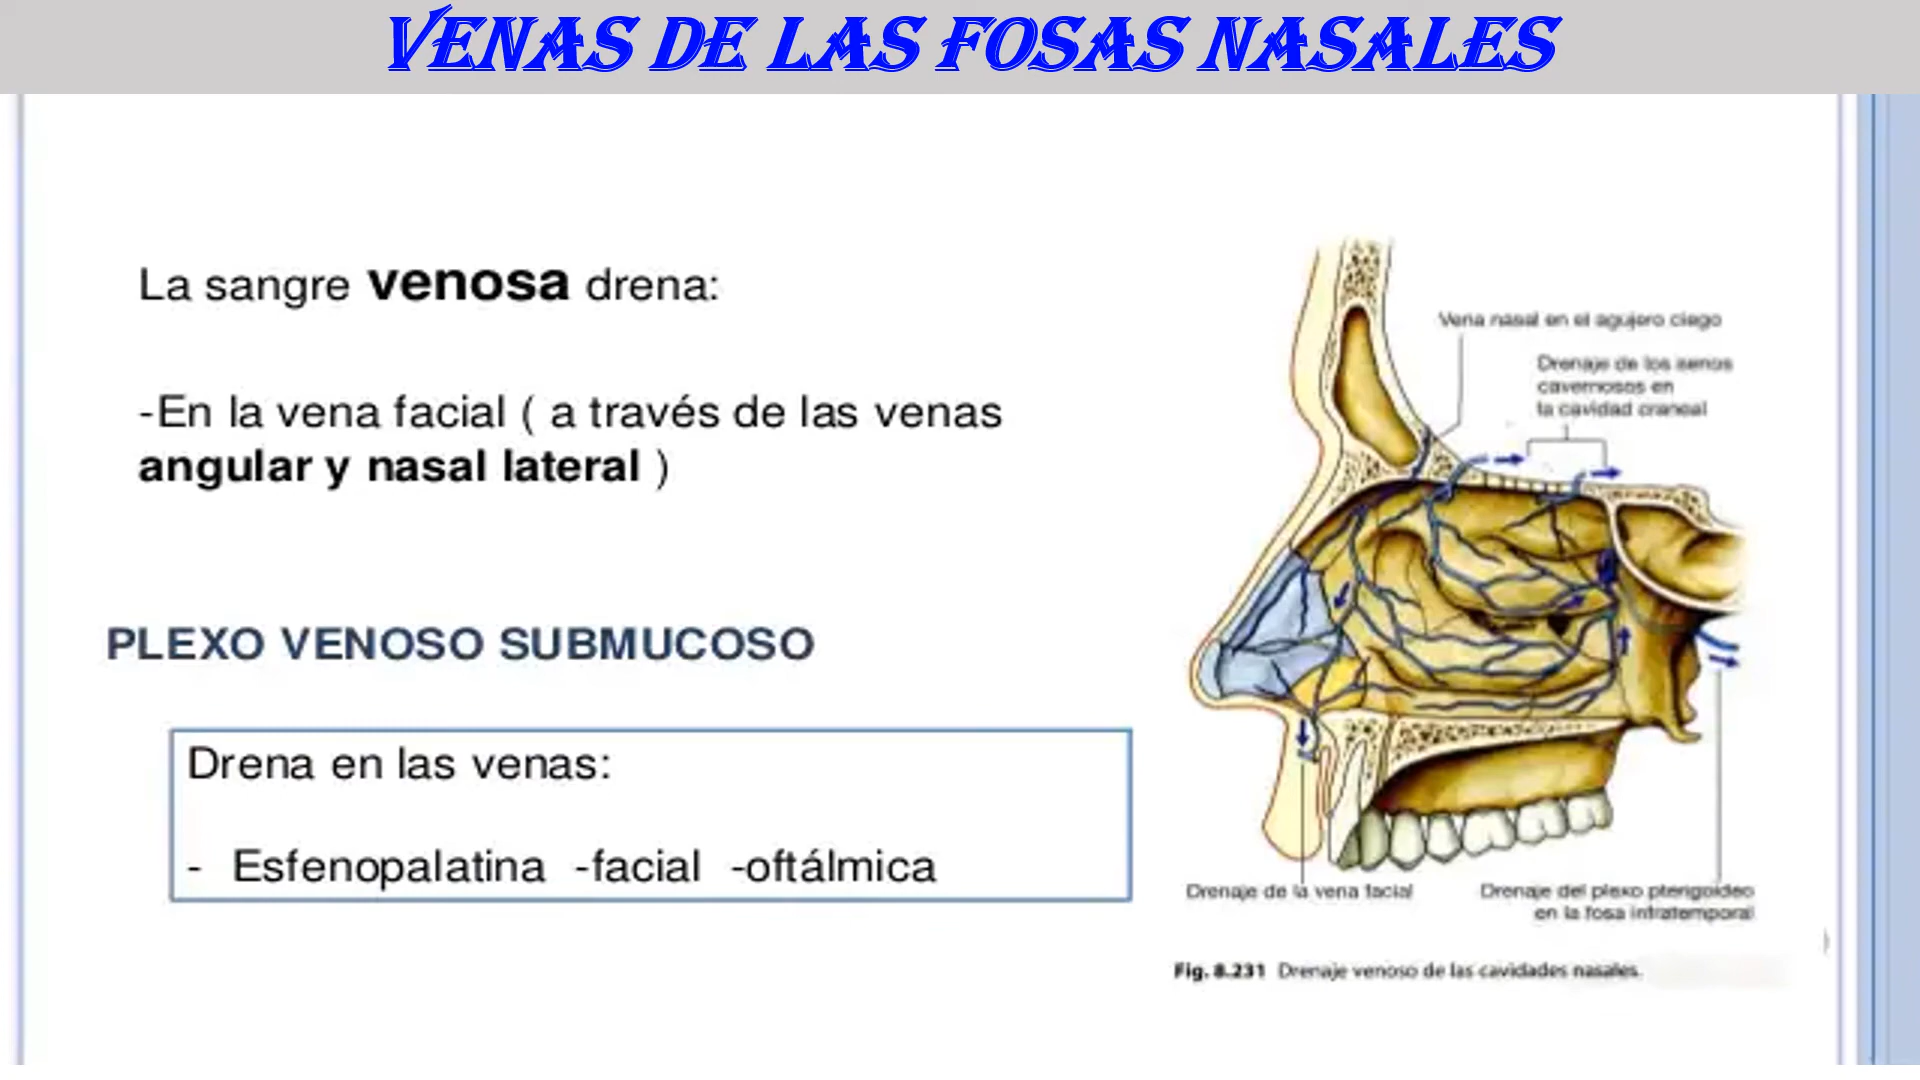 VENAS DE LAS FOSAS NASALES
La sangre venosa drena:
-En la vena facial ( a través de las venas
angular y nasal lateral )
PLEXO VENOSO SUBMUCOSO
Drena en las venas:
- Esfenopalatina -facial -oftálmica
Vena nasal en el agujero ciego
Drenaje de los senos
cavernosos en
la cavidad craneal
Drenaje de la vena facial
Drenaje del plexo pterigoideo
en la fosa infratemporal
Fig. 8.231 Drenaje venoso de las cavidades nasales.